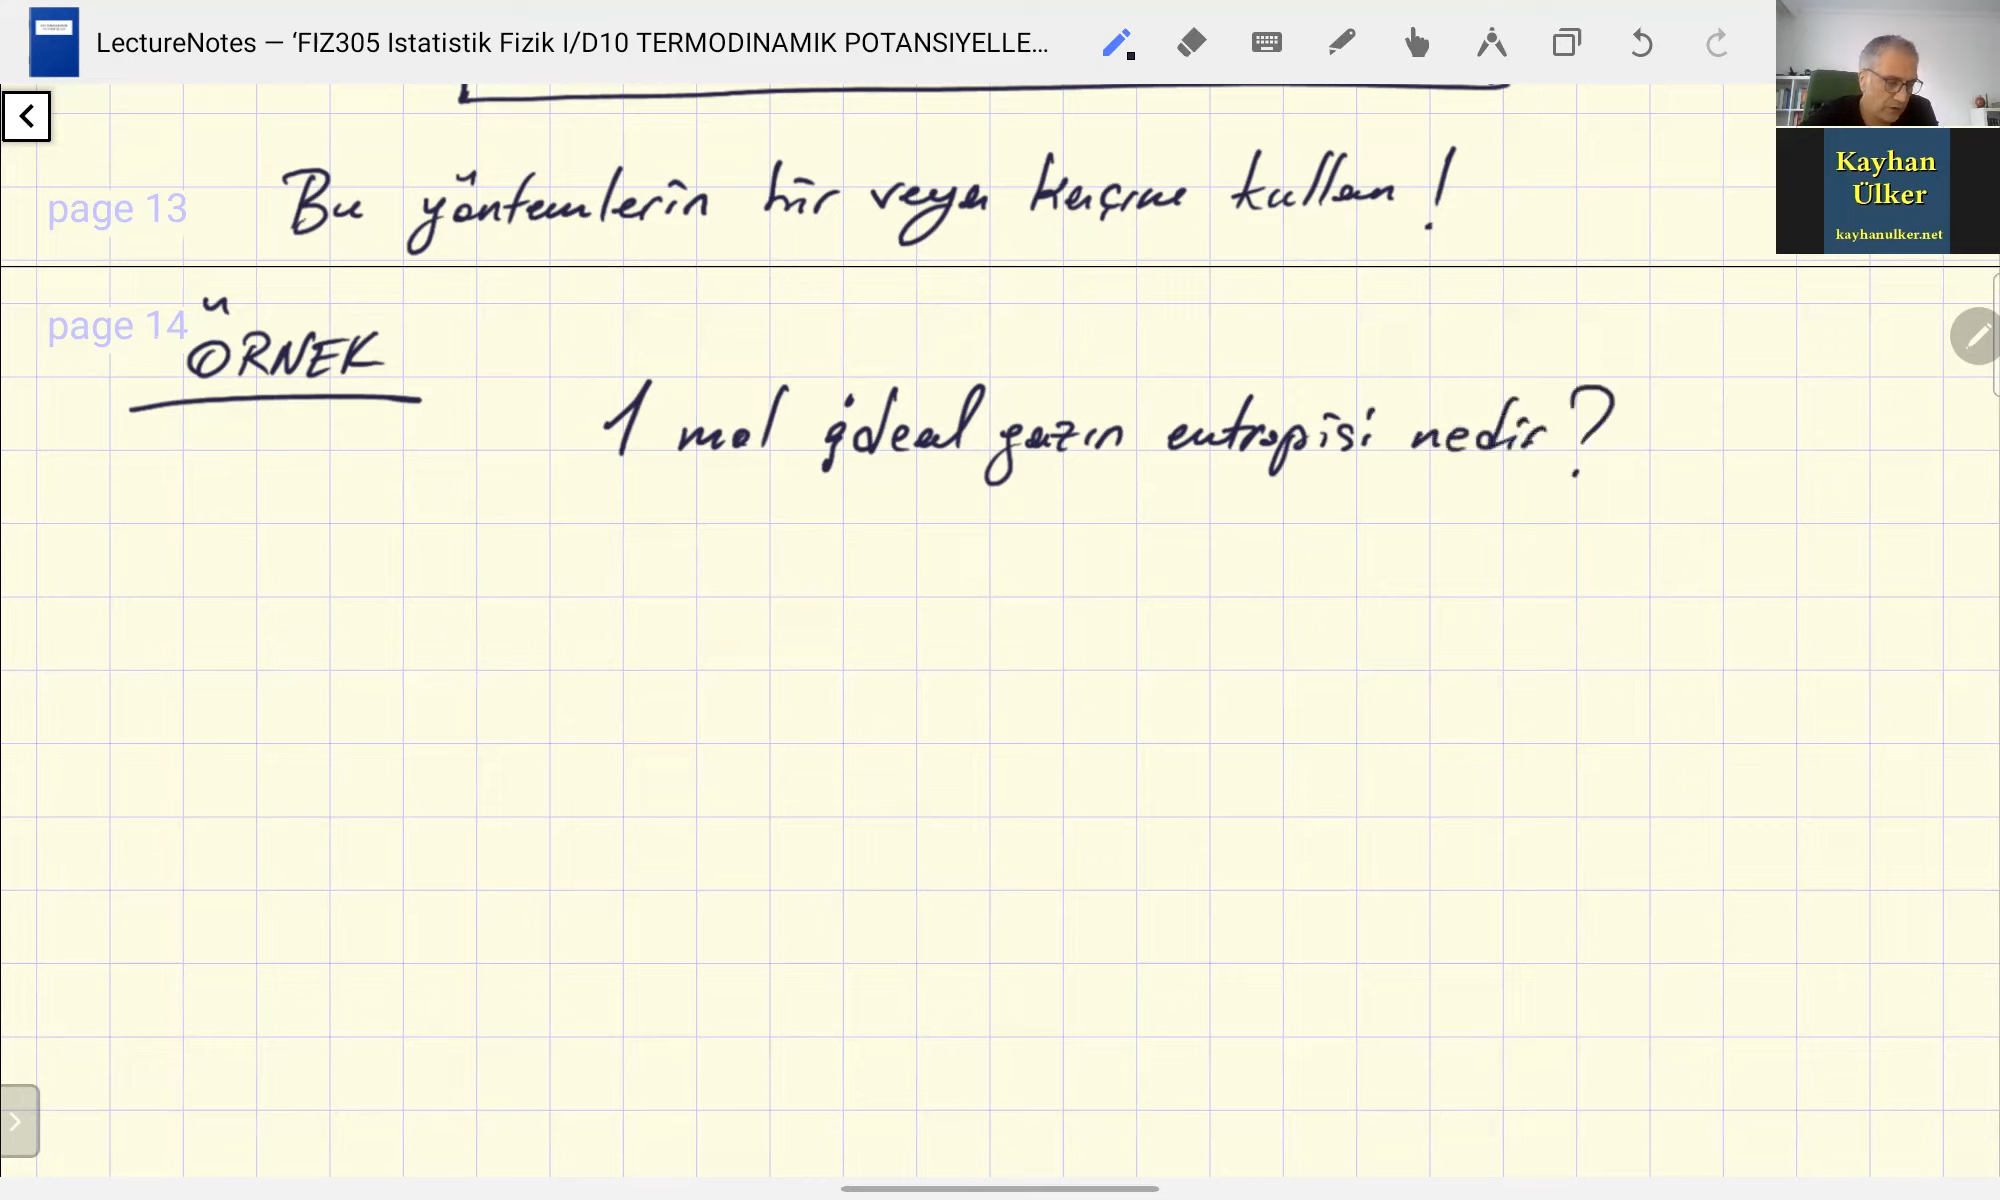 LectureNotes — ‘FIZ305 Istatistik Fizik I/D10 TERMODINAMIK POTANSIYELLE...
Kayhan
Ülker
kayhanulker.net
page 13
Bu yöntemlerin bir veya kaçını kullan!
page 14
ÖRNEK
1 mol ideal gazın entropisi nedir?